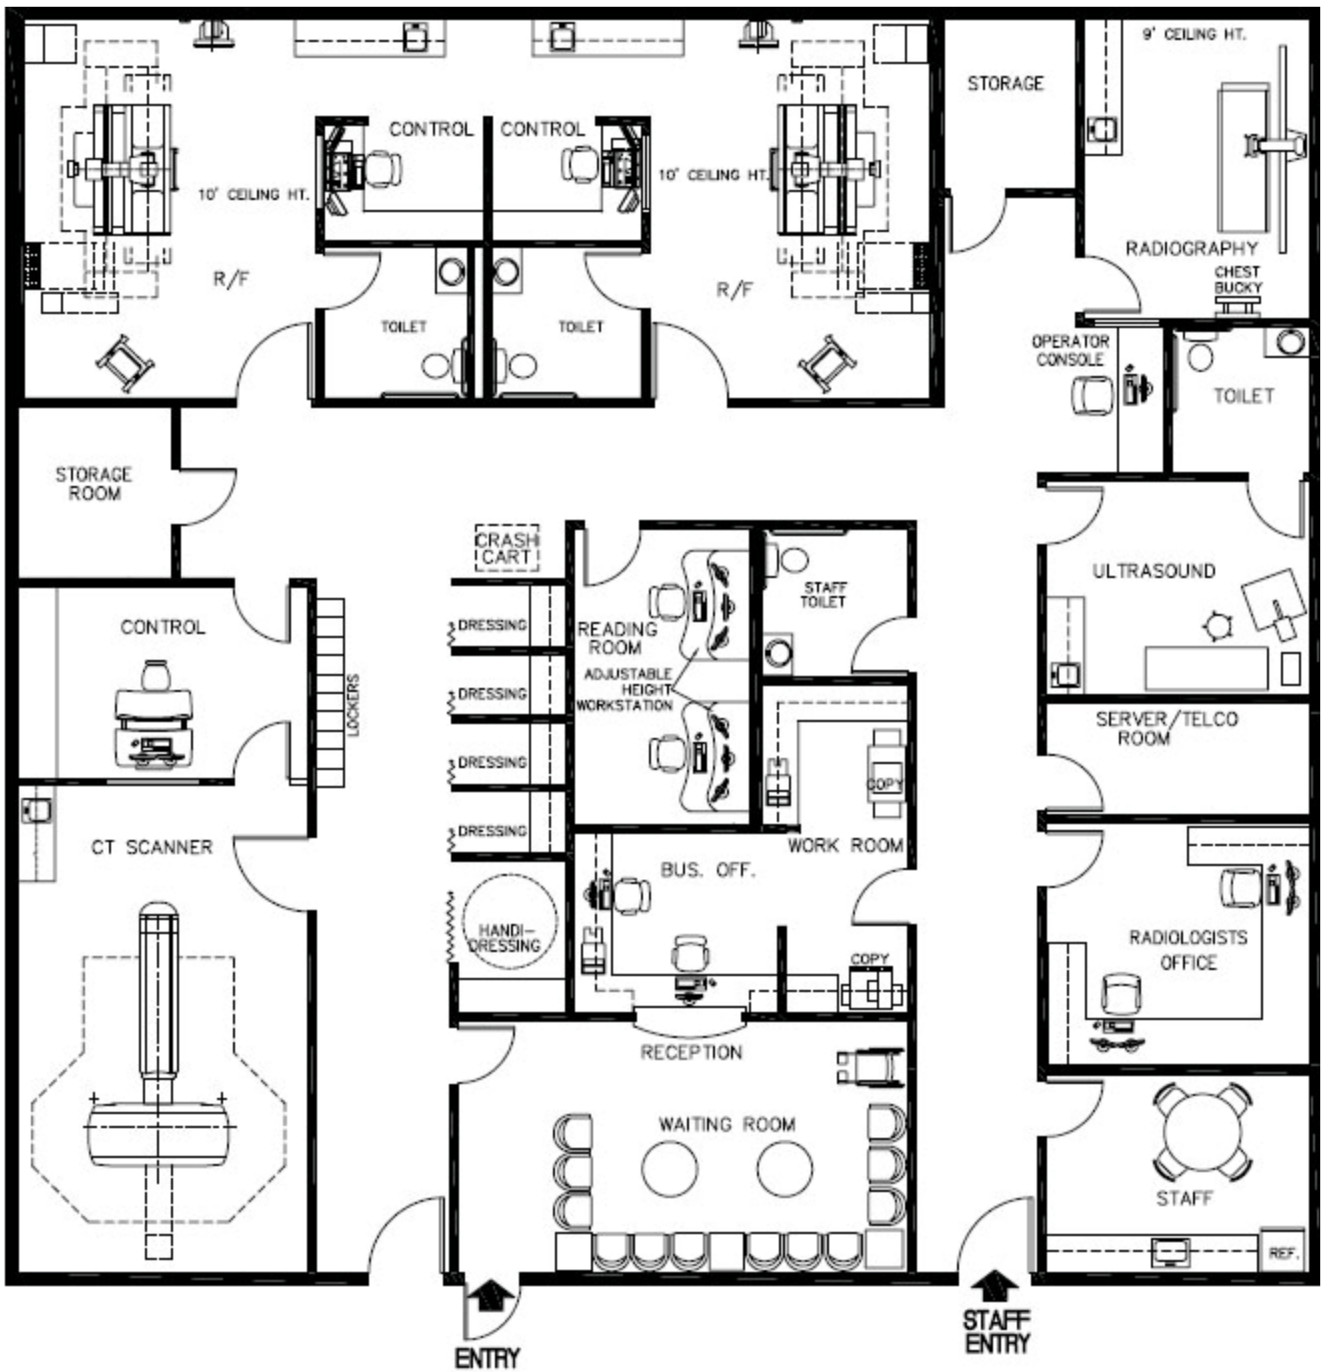 9' CEILING HT.
STORAGE
CONTROL
CONTROL
10' CEILING HT.
10' CEILING HT.
RADIOGRAPHY
CHEST
BUCKY
R/F
R/F
TOILET
TOILET
OPERATOR
CONSOLE
TOILET
STORAGE
ROOM
CRASH
CART
ULTRASOUND
STAFF
TOILET
CONTROL
DRESSING
READING
ROOM
ADJUSTABLE
HEIGHT
WORKSTATION
DRESSING
LOCKERS
SERVER/TELCO
ROOM
DRESSING
COPY
DRESSING
CT SCANNER
WORK ROOM
BUS. OFF.
HANDI-
DRESSING
RADIOLOGISTS
OFFICE
COPY
RECEPTION
WAITING ROOM
STAFF
REF.
ENTRY
STAFF
ENTRY